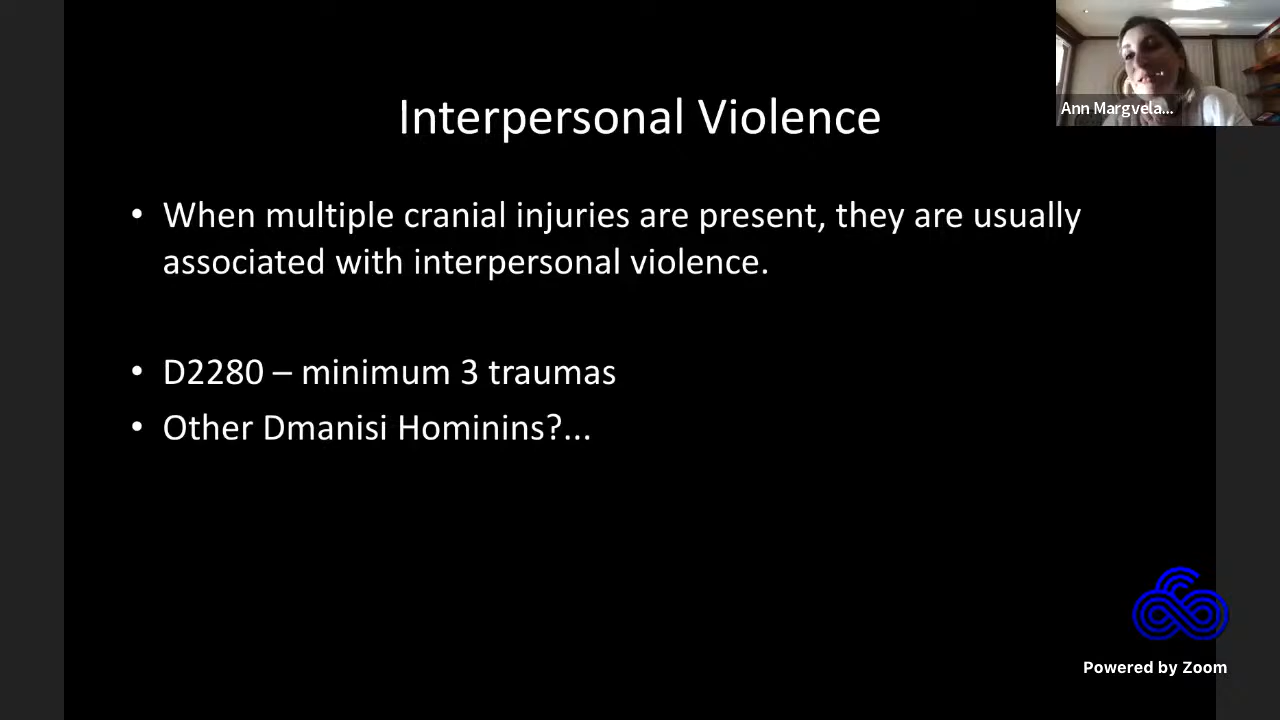 Ann Margvela...
Interpersonal Violence
• When multiple cranial injuries are present, they are usually
associated with interpersonal violence.
• D2280 – minimum 3 traumas
• Other Dmanisi Hominins?...
Powered by Zoom